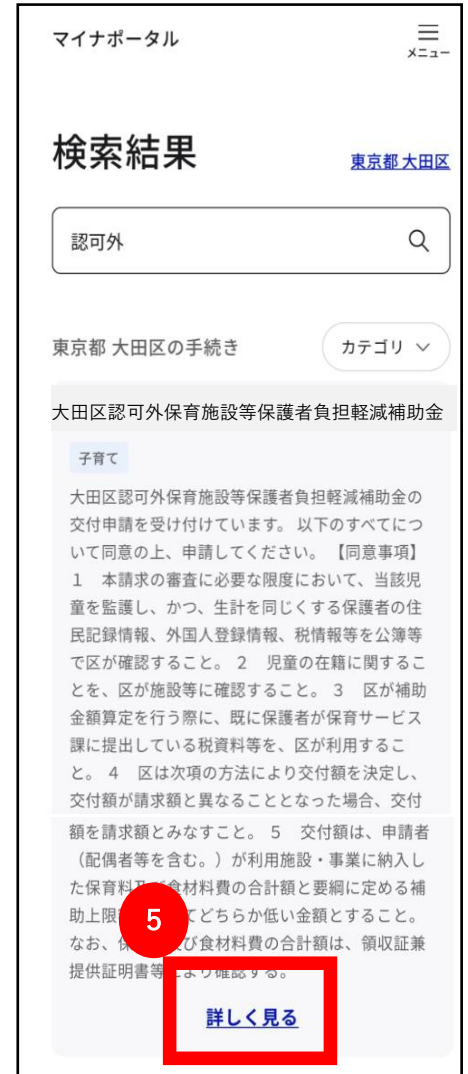 マイナポータル
メニュー
検索結果
東京都 大田区
認可外
東京都 大田区の手続き
カテゴリ
大田区認可外保育施設等保護者負担軽減補助金
子育て
大田区認可外保育施設等保護者負担軽減補助金の
交付申請を受け付けています。 以下のすべてにつ
いて同意の上、申請してください。 【同意事項】
１　本請求の審査に必要な限度において、当該児
童を監護し、かつ、生計を同じくする保護者の住
民記録情報、外国人登録情報、税情報等を公簿等
で区が確認すること。 ２　児童の在籍に関するこ
とを、区が施設等に確認すること。 ３　区が補助
金額算定を行う際に、既に保護者が保育サービス
課に提出している税資料等を、区が利用するこ
と。 ４　区は次項の方法により交付額を決定し、
交付額が請求額と異なることとなった場合、交付
額を請求額とみなすこと。 ５　交付額は、申請者
（配偶者等を含む。）が利用施設・事業に納入し
た保育料及び食材料費の合計額と要綱に定める補
助上限 てどちらか低い金額とすること。
なお、保 及び食材料費の合計額は、領収証兼
提供証明書等により確認する。
5
詳しく見る